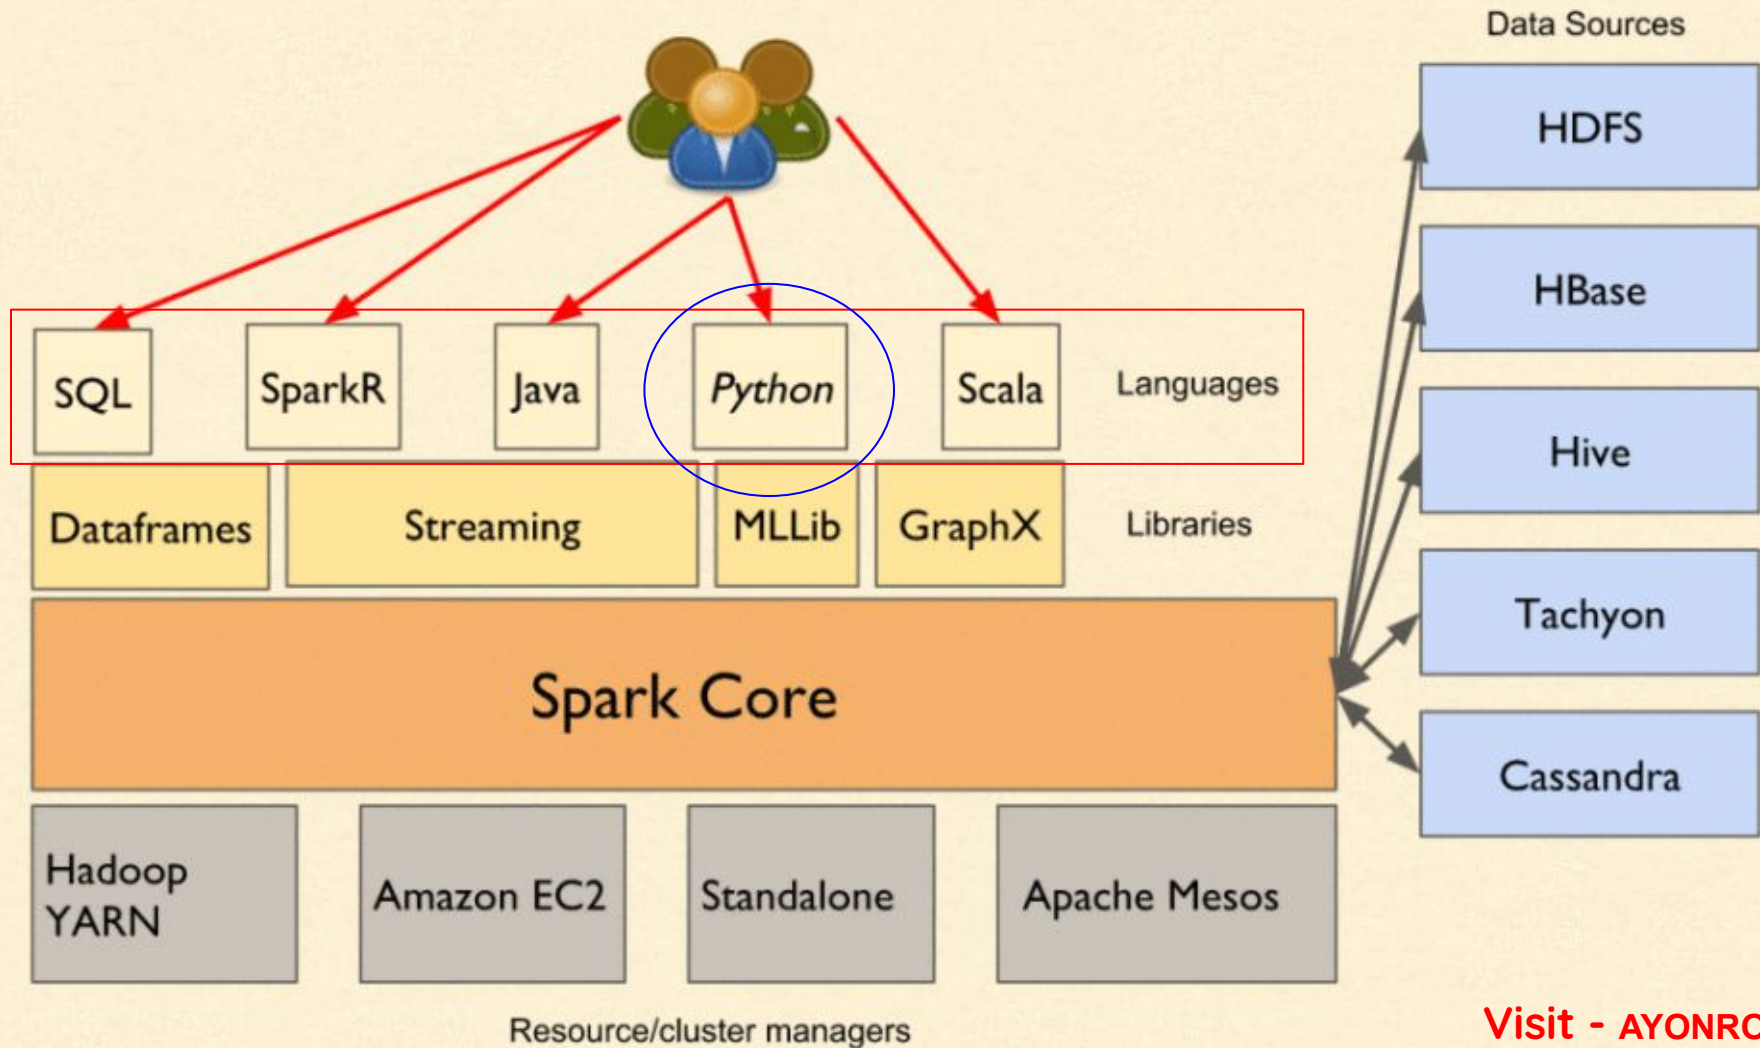 Data Sources
HDFS
HBase
Hive
Tachyon
Cassandra
SQL
SparkR
Java
Python
Scala
Languages
Dataframes
Streaming
MLLib
GraphX
Libraries
Spark Core
Hadoop
YARN
Amazon EC2
Standalone
Apache Mesos
Resource/cluster managers
Visit -